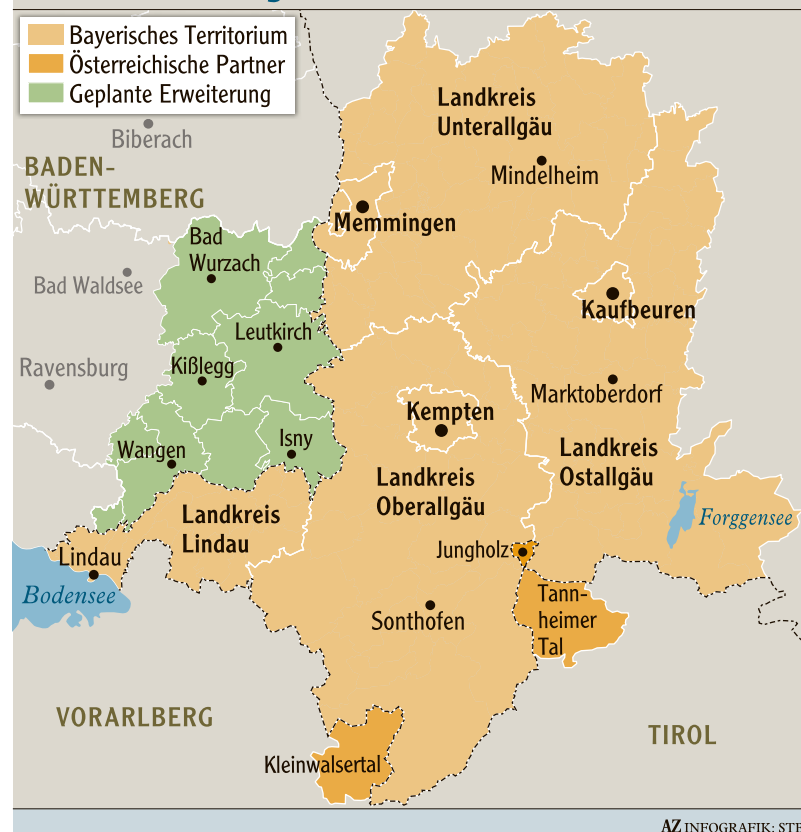 Bayerisches Territorium
Österreichische Partner
Geplante Erweiterung
Landkreis
Unterallgäu
Biberach
BADEN-
WÜRTTEMBERG
Mindelheim
Memmingen
Bad
Wurzach
Bad Waldsee
Kaufbeuren
Leutkirch
Kißlegg
Ravensburg
Marktoberdorf
Kempten
Isny
Wangen
Landkreis
Ostallgäu
Landkreis
Oberallgäu
Landkreis
Lindau
Forggensee
Jungholz
Lindau
Bodensee
Tann-
heimer
Tal
Sonthofen
VORARLBERG
TIROL
Kleinwalsertal
AZ INFOGRAFIK: STE